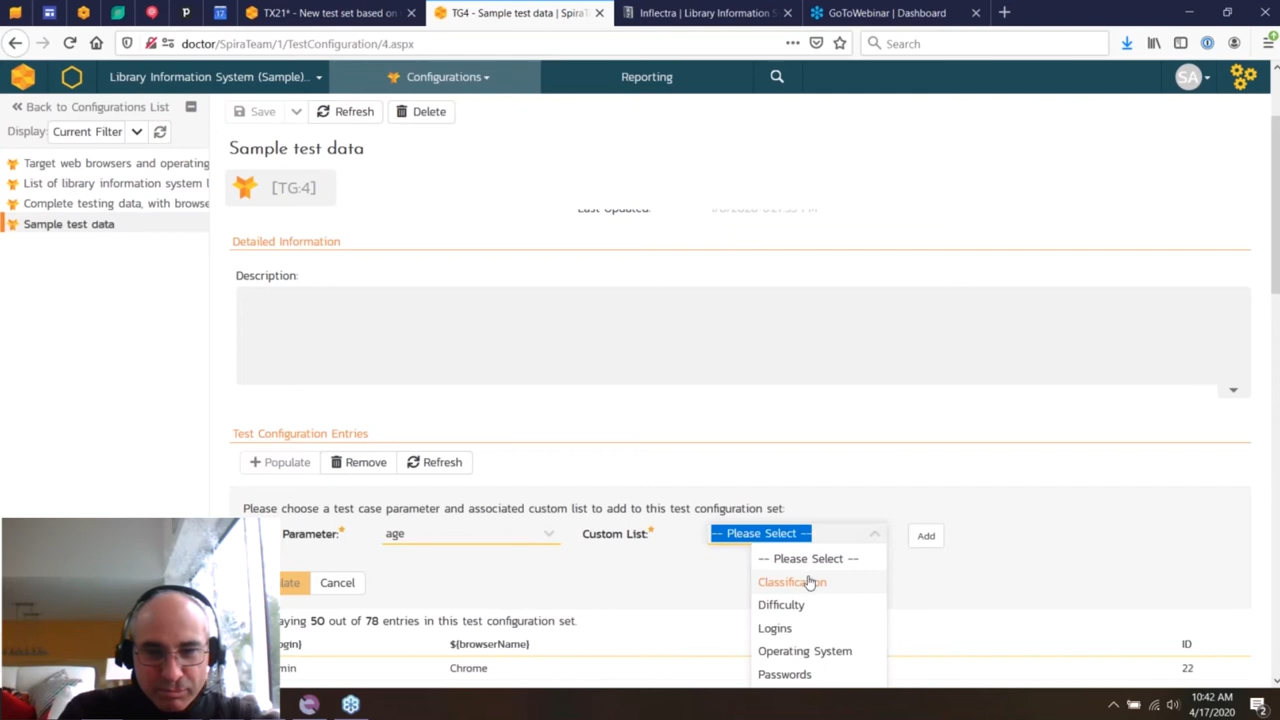 TX21* - New test set based on
TG4 - Sample test data | SpiraT
Inflectra | Library Information S
GoToWebinar | Dashboard
doctor/SpiraTeam/1/TestConfiguration/4.aspx
Search
Library Information System (Sample)...
Configurations
Reporting
SA
Back to Configurations List
Save
Refresh
Delete
Display:
Current Filter
Sample test data
Target web browsers and operating
List of library information system l
[TG:4]
Complete testing data, with browse
Sample test data
Detailed Information
Description:
Test Configuration Entries
+ Populate
Remove
Refresh
Please choose a test case parameter and associated custom list to add to this test configuration set:
Parameter:*
age
Custom List:*
-- Please Select --
Add
-- Please Select --
Classification
Cancel
Difficulty
aying 50 out of 78 entries in this test configuration set.
Logins
ogin}
${browserName}
Operating System
ID
min
Chrome
Passwords
22
10:42 AM
4/17/2020
2